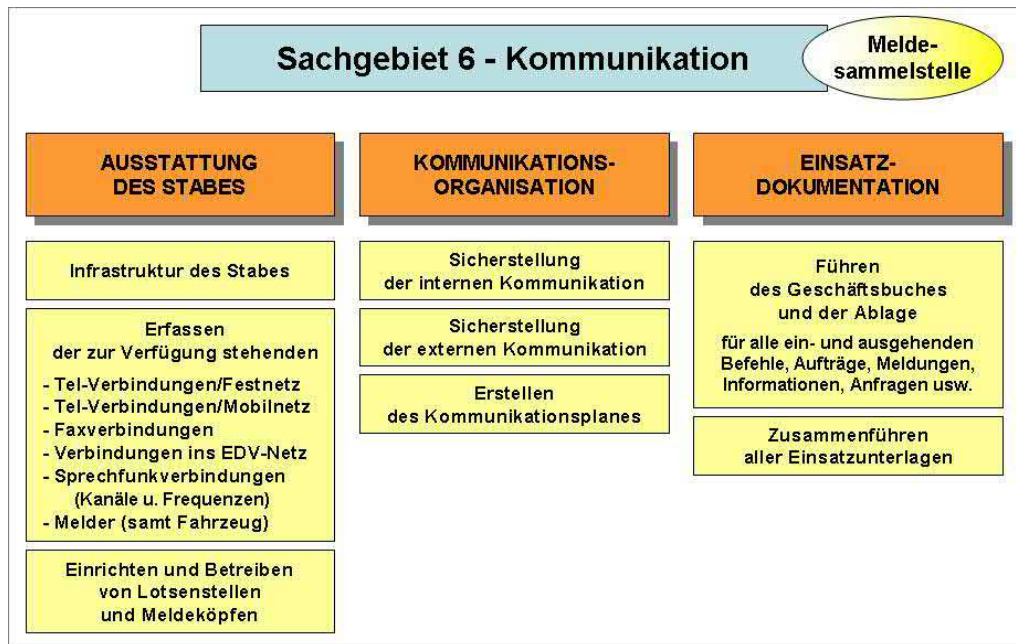 Sachgebiet 6 - Kommunikation
Melde-
sammelstelle
AUSSTATTUNG
DES STABES
Infrastruktur des Stabes
Erfassen
der zur Verfügung stehenden
- Tel-Verbindungen/Festnetz
- Tel-Verbindungen/Mobilnetz
- Faxverbindungen
- Verbindungen ins EDV-Netz
- Sprechfunkverbindungen
(Kanäle u. Frequenzen)
- Melder (samt Fahrzeug)
Einrichten und Betreiben
von Lotsenstellen
und Meldeköpfen
KOMMUNIKATIONS-
ORGANISATION
Sicherstellung
der internen Kommunikation
Sicherstellung
der externen Kommunikation
Erstellen
des Kommunikationsplanes
EINSATZ-
DOKUMENTATION
Führen
des Geschäftsbuches
und der Ablage
für alle ein- und ausgehenden
Befehle, Aufträge, Meldungen,
Informationen, Anfragen usw.
Zusammenführen
aller Einsatzunterlagen